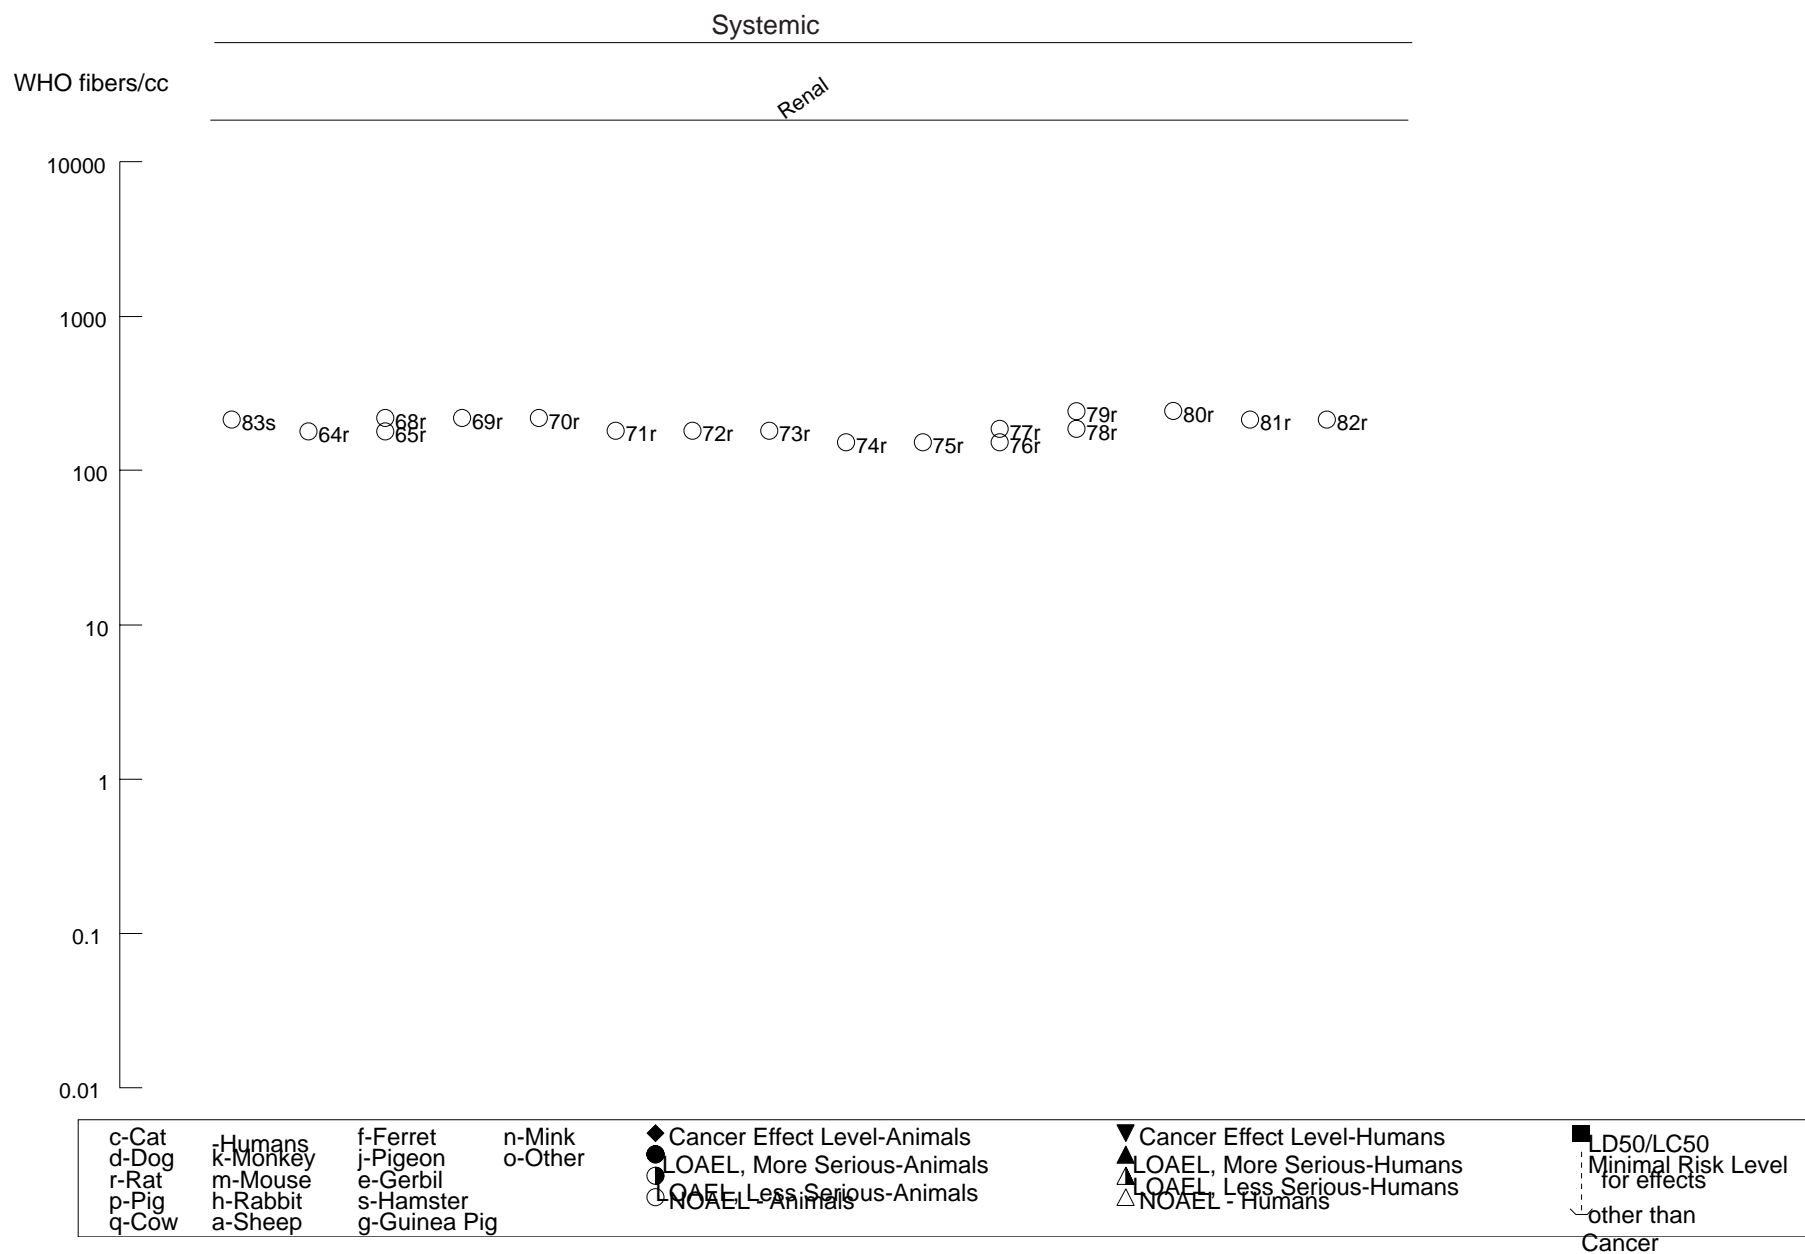 Systemic
WHO fibers/cc
Renal
10000
1000
83s 64r 68r 65r 69r 70r 71r 72r 73r 74r 75r 77r 76r 79r 78r 80r 81r 82r
100
10
1
0.1
0.01
c-Cat -Humans f-Ferret n-Mink Cancer Effect Level-Animals Cancer Effect Level-Humans LD50/LC50
d-Dog k-Monkey j-Pigeon o-Other LOAEL, More Serious-Animals LOAEL, More Serious-Humans Minimal Risk Level
r-Rat m-Mouse e-Gerbil LOAEL, Less Serious-Animals LOAEL, Less Serious-Humans for effects
p-Pig h-Rabbit s-Hamster NOAEL - Animals NOAEL - Humans other than
q-Cow a-Sheep g-Guinea Pig Cancer